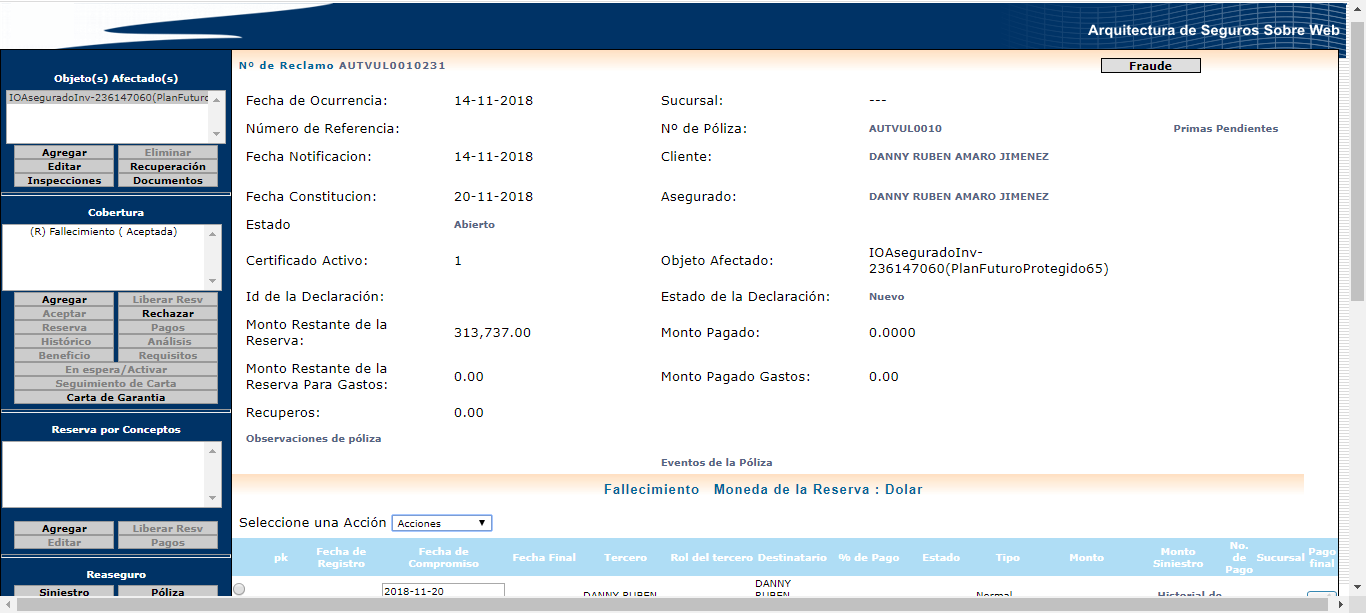 Arquitectura de Seguros Sobre Web
Objeto(s) Afectado(s)
IOAseguradoInv-236147060(PlanFuturo
Agregar Eliminar
Editar Recuperación
Inspecciones Documentos
Cobertura
(R) Fallecimiento ( Aceptada)
Agregar Liberar Resv
Aceptar Rechazar
Reserva Pagos
Histórico Análisis
Beneficio Requisitos
En espera/Activar
Seguimiento de Carta
Carta de Garantia
Reserva por Conceptos
Agregar Liberar Resv
Editar Pagos
Reaseguro
Siniestro Póliza
Nº de Reclamo AUTVUL0010231
Fraude
Fecha de Ocurrencia: 14-11-2018 Sucursal: ---
Número de Referencia: Nº de Póliza: AUTVUL0010 Primas Pendientes
Fecha Notificacion: 14-11-2018 Cliente: DANNY RUBEN AMARO JIMENEZ
Fecha Constitucion: 20-11-2018 Asegurado: DANNY RUBEN AMARO JIMENEZ
Estado Abierto
Certificado Activo: 1 Objeto Afectado: IOAseguradoInv-
236147060(PlanFuturoProtegido65)
Id de la Declaración: Estado de la Declaración: Nuevo
Monto Restante de la
Reserva: 313,737.00 Monto Pagado: 0.0000
Monto Restante de la
Reserva Para Gastos: 0.00 Monto Pagado Gastos: 0.00
Recuperos: 0.00
Observaciones de póliza
Eventos de la Póliza
Fallecimiento Moneda de la Reserva : Dolar
Seleccione una Acción Acciones
pk Fecha de Registro Fecha de Compromiso Fecha Final Tercero Rol del tercero Destinatario % de Pago Estado Tipo Monto Monto Siniestro No. de Pago Sucursal Pago final
2018-11-20 DANNY RUBEN DANNY
RUBEN Normal Historial de